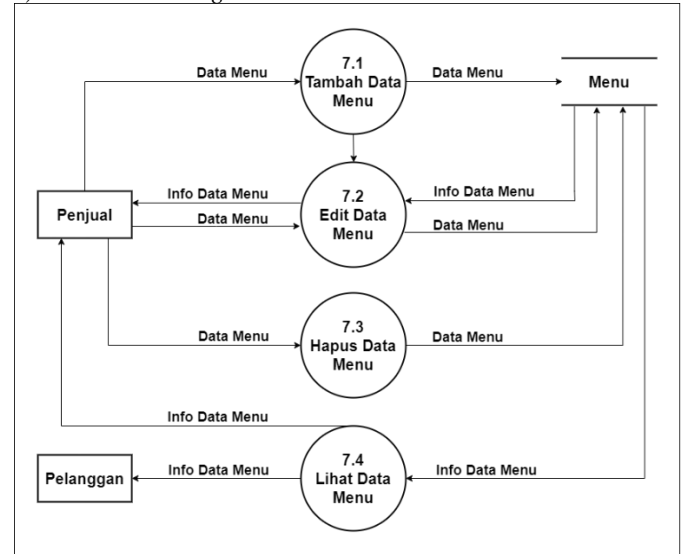 7.1
Tambah Data
Menu
Data Menu
Data Menu
Menu
7.2
Edit Data
Menu
Info Data Menu
Info Data Menu
Penjual
Data Menu
Data Menu
7.3
Hapus Data
Menu
Data Menu
Data Menu
Info Data Menu
7.4
Lihat Data
Menu
Pelanggan
Info Data Menu
Info Data Menu